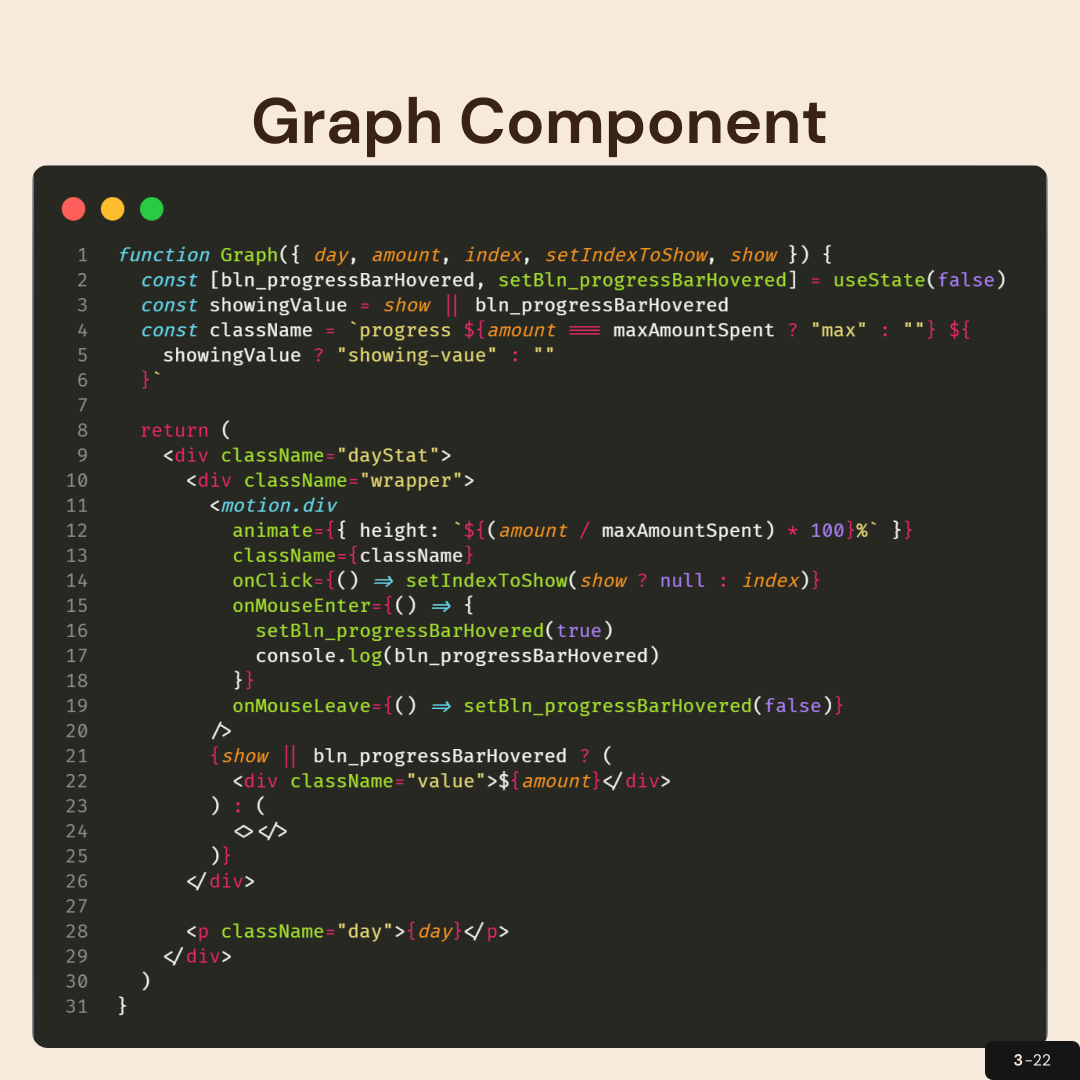 Graph Component
1 function Graph({ day, amount, index, setIndexToShow, show }) {
2   const [bln_progressBarHovered, setBln_progressBarHovered] = useState(false)
3   const showingValue = show || bln_progressBarHovered
4   const className = `progress ${amount === maxAmountSpent ? "max" : ""} ${
5     showingValue ? "showing-vaue" : ""
6   }`
7
8   return (
9     <div className="dayStat">
10       <div className="wrapper">
11         <motion.div
12           animate={{ height: `${(amount / maxAmountSpent) * 100}%` }}
13           className={className}
14           onClick={() => setIndexToShow(show ? null : index)}
15           onMouseEnter={() => {
16             setBln_progressBarHovered(true)
17             console.log(bln_progressBarHovered)
18           }}
19           onMouseLeave={() => setBln_progressBarHovered(false)}
20         />
21         {show || bln_progressBarHovered ? (
22           <div className="value">${amount}</div>
23         ) : (
24           <></>
25         )}
26       </div>
27
28       <p className="day">{day}</p>
29     </div>
30   )
31 }
3-22